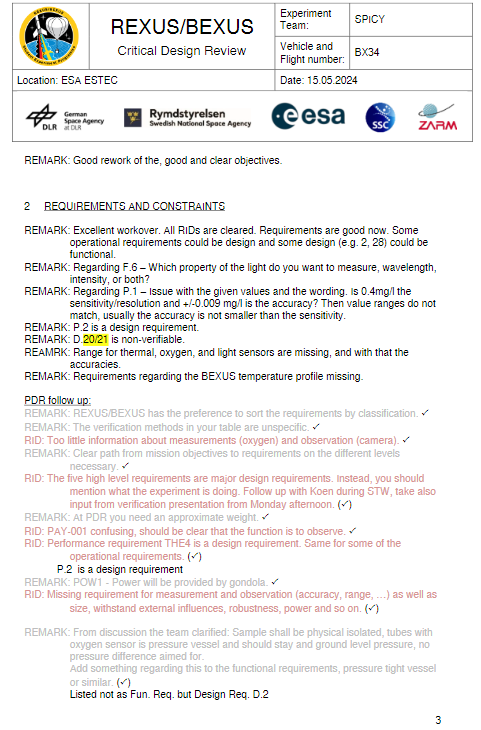 REXUS/BEXUS
Critical Design Review
Experiment Team:
SPICY
Vehicle and Flight number:
BX34
Location: ESA ESTEC
Date: 15.05.2024
DLR
German
Space Agency
at DLR
Rymdstyrelsen
Swedish National Space Agency
esa
SSC
ZARM
REMARK: Good rework of the, good and clear objectives.
2 REQUIREMENTS AND CONSTRAINTS
REMARK: Excellent workover. All RIDs are cleared. Requirements are good now. Some
operational requirements could be design and some design (e.g. 2, 28) could be
functional.
REMARK: Regarding F.6 – Which property of the light do you want to measure, wavelength,
intensity, or both?
REMARK: Regarding P.1 – Issue with the given values and the wording. Is 0.4mg/l the
sensitivity/resolution and +/-0.009 mg/l is the accuracy? Then value ranges do not
match, usually the accuracy is not smaller than the sensitivity.
REMARK: P.2 is a design requirement.
REMARK: D.20/21 is non-verifiable.
REAMRK: Range for thermal, oxygen, and light sensors are missing, and with that the
accuracies.
REMARK: Requirements regarding the BEXUS temperature profile missing.
PDR follow up:
REMARK: REXUS/BEXUS has the preference to sort the requirements by classification. ✓
REMARK: The verification methods in your table are unspecific. ✓
RID: Too little information about measurements (oxygen) and observation (camera). ✓
REMARK: Clear path from mission objectives to requirements on the different levels
necessary. ✓
RID: The five high level requirements are major design requirements. Instead, you should
mention what the experiment is doing. Follow up with Koen during STW, take also
input from verification presentation from Monday afternoon. (✓)
REMARK: At PDR you need an approximate weight. ✓
RID: PAY-001 confusing, should be clear that the function is to observe. ✓
RID: Performance requirement THE4 is a design requirement. Same for some of the
operational requirements. (✓)
P.2 is a design requirement
REMARK: POW1 - Power will be provided by gondola. ✓
RID: Missing requirement for measurement and observation (accuracy, range, ...) as well as
size, withstand external influences, robustness, power and so on. (✓)
REMARK: From discussion the team clarified: Sample shall be physical isolated, tubes with
oxygen sensor is pressure vessel and should stay and ground level pressure, no
pressure difference aimed for.
Add something regarding this to the functional requirements, pressure tight vessel
or similar. (✓)
Listed not as Fun. Req. but Design Req. D.2
3